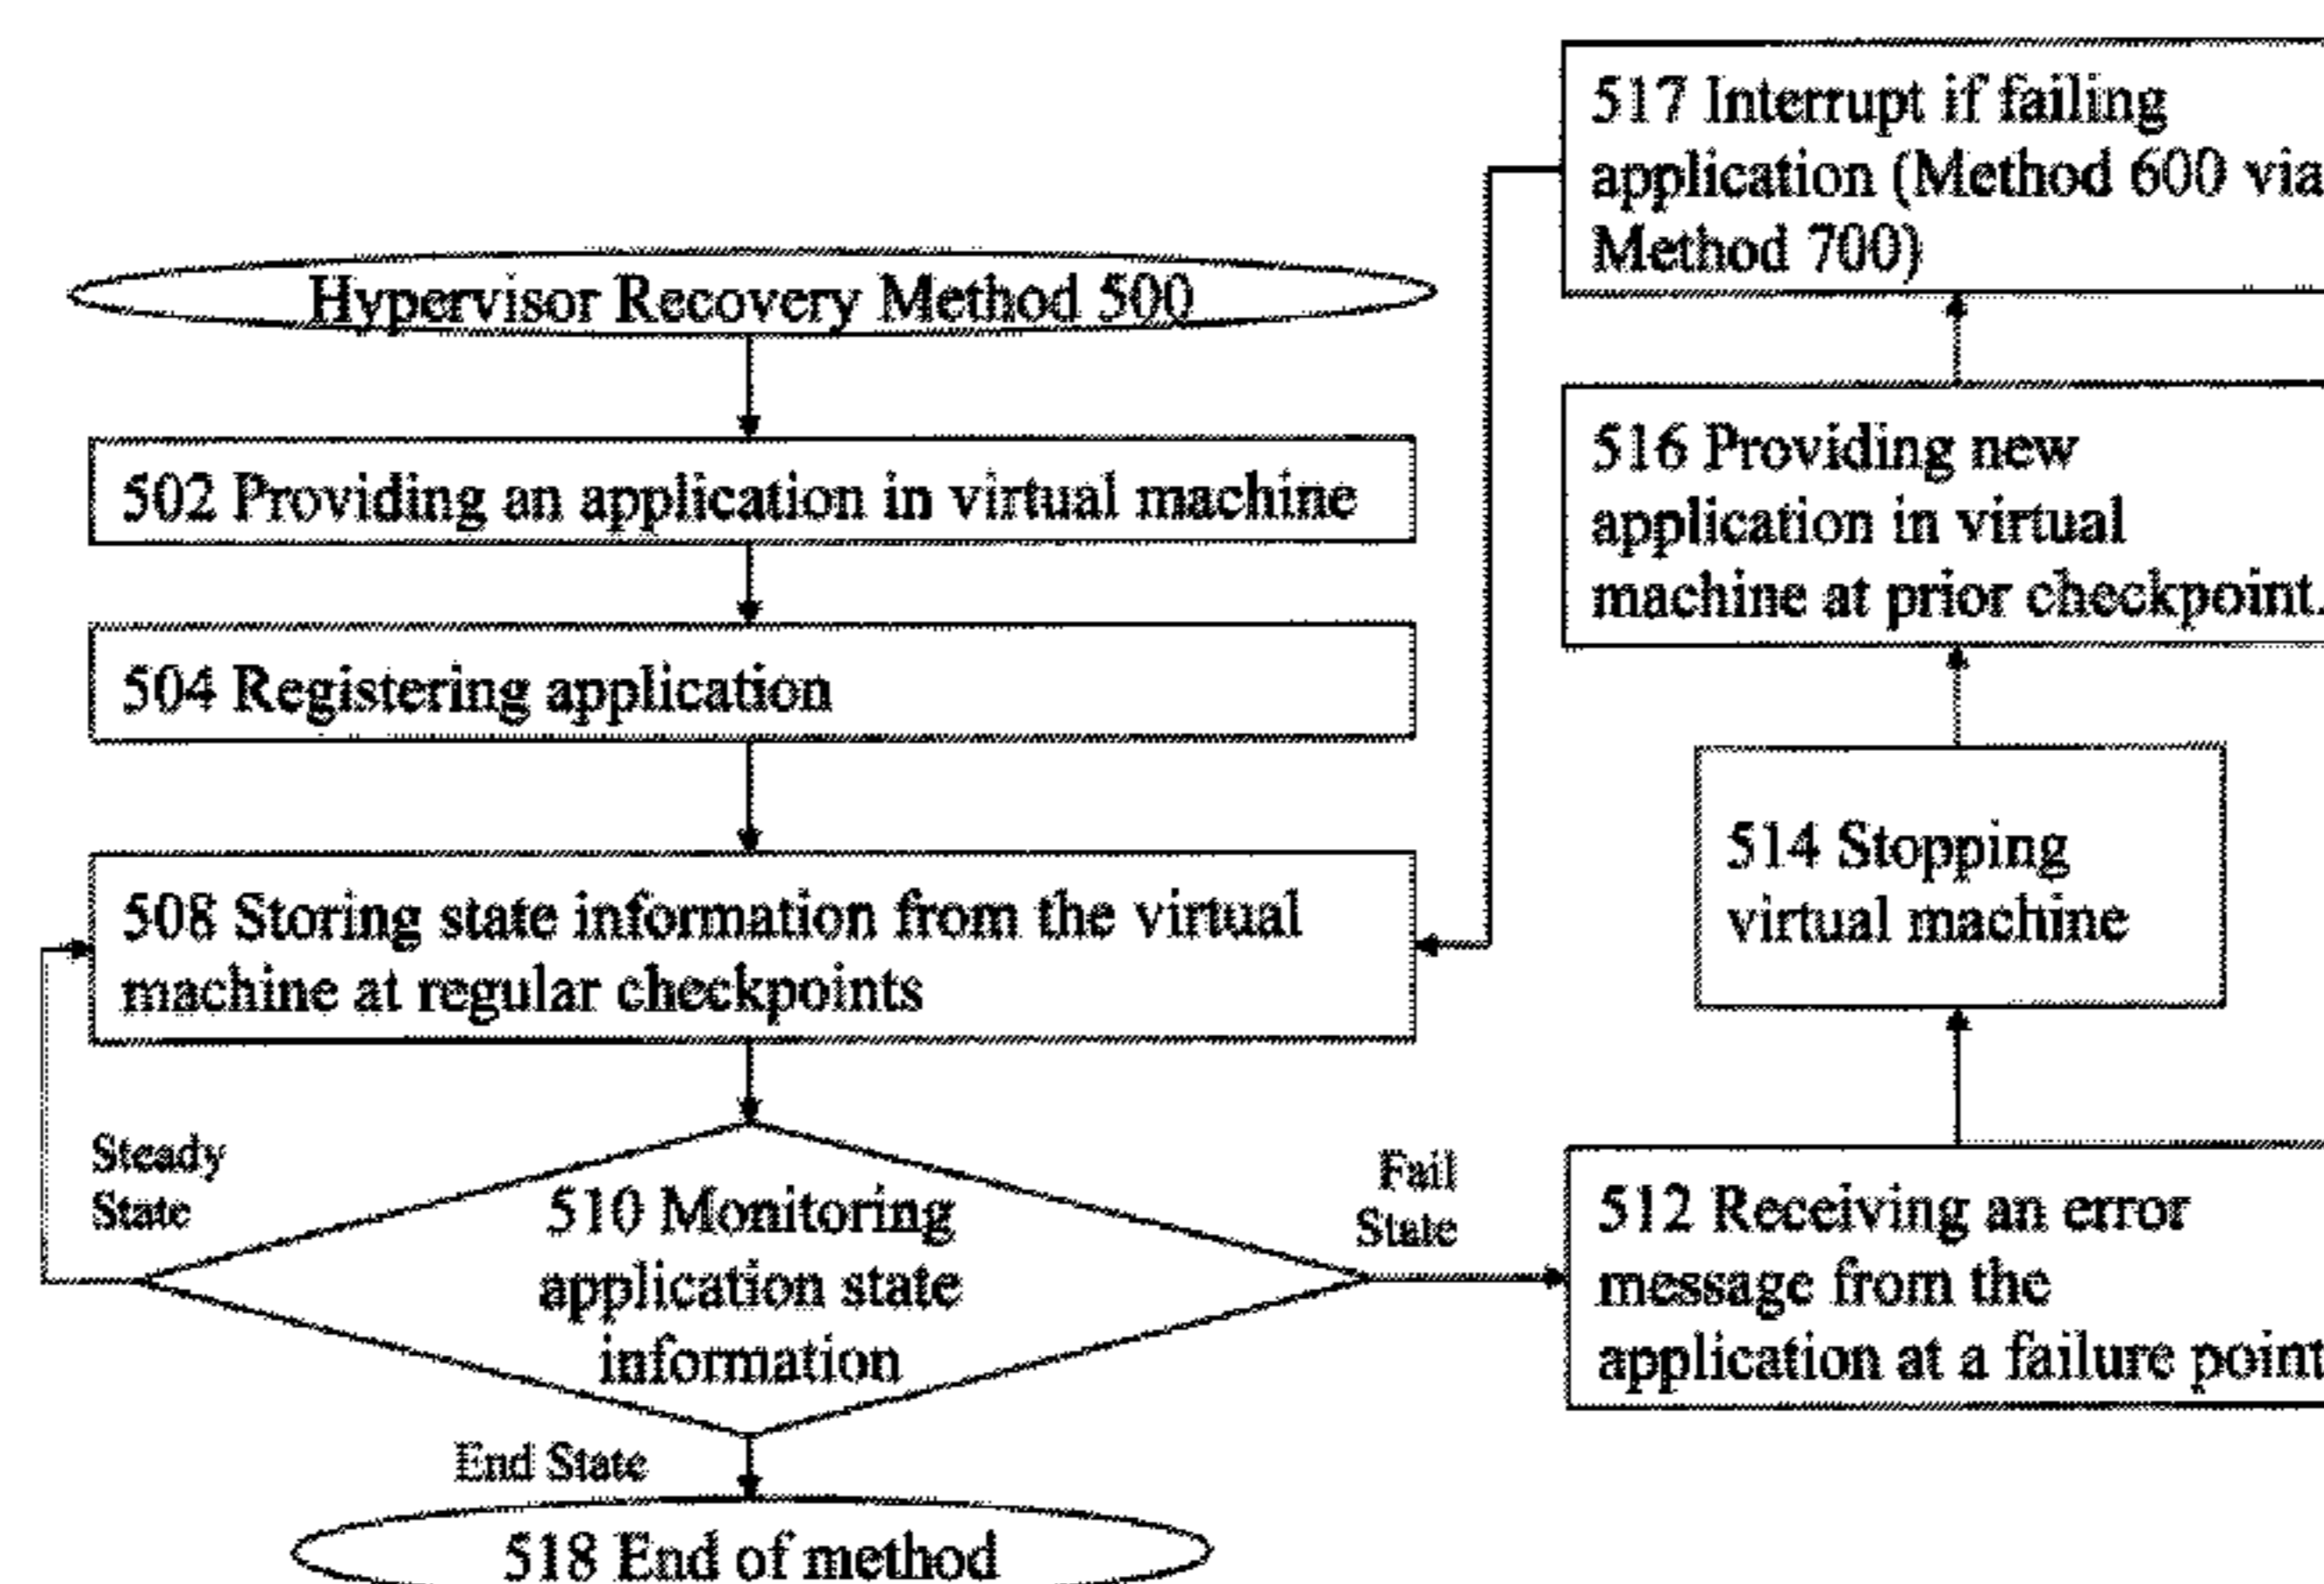 Hypervisor Recovery Method 500
502 Providing an application in virtual machine
504 Registering application
508 Storing state information from the virtual
machine at regular checkpoints
Steady
State
510 Monitoring
application state
information
Fail
State
End State
518 End of method
517 Interrupt if failing
application (Method 600 via
Method 700)
516 Providing new
application in virtual
machine at prior checkpoint.
514 Stopping
virtual machine
512 Receiving an error
message from the
application at a failure point